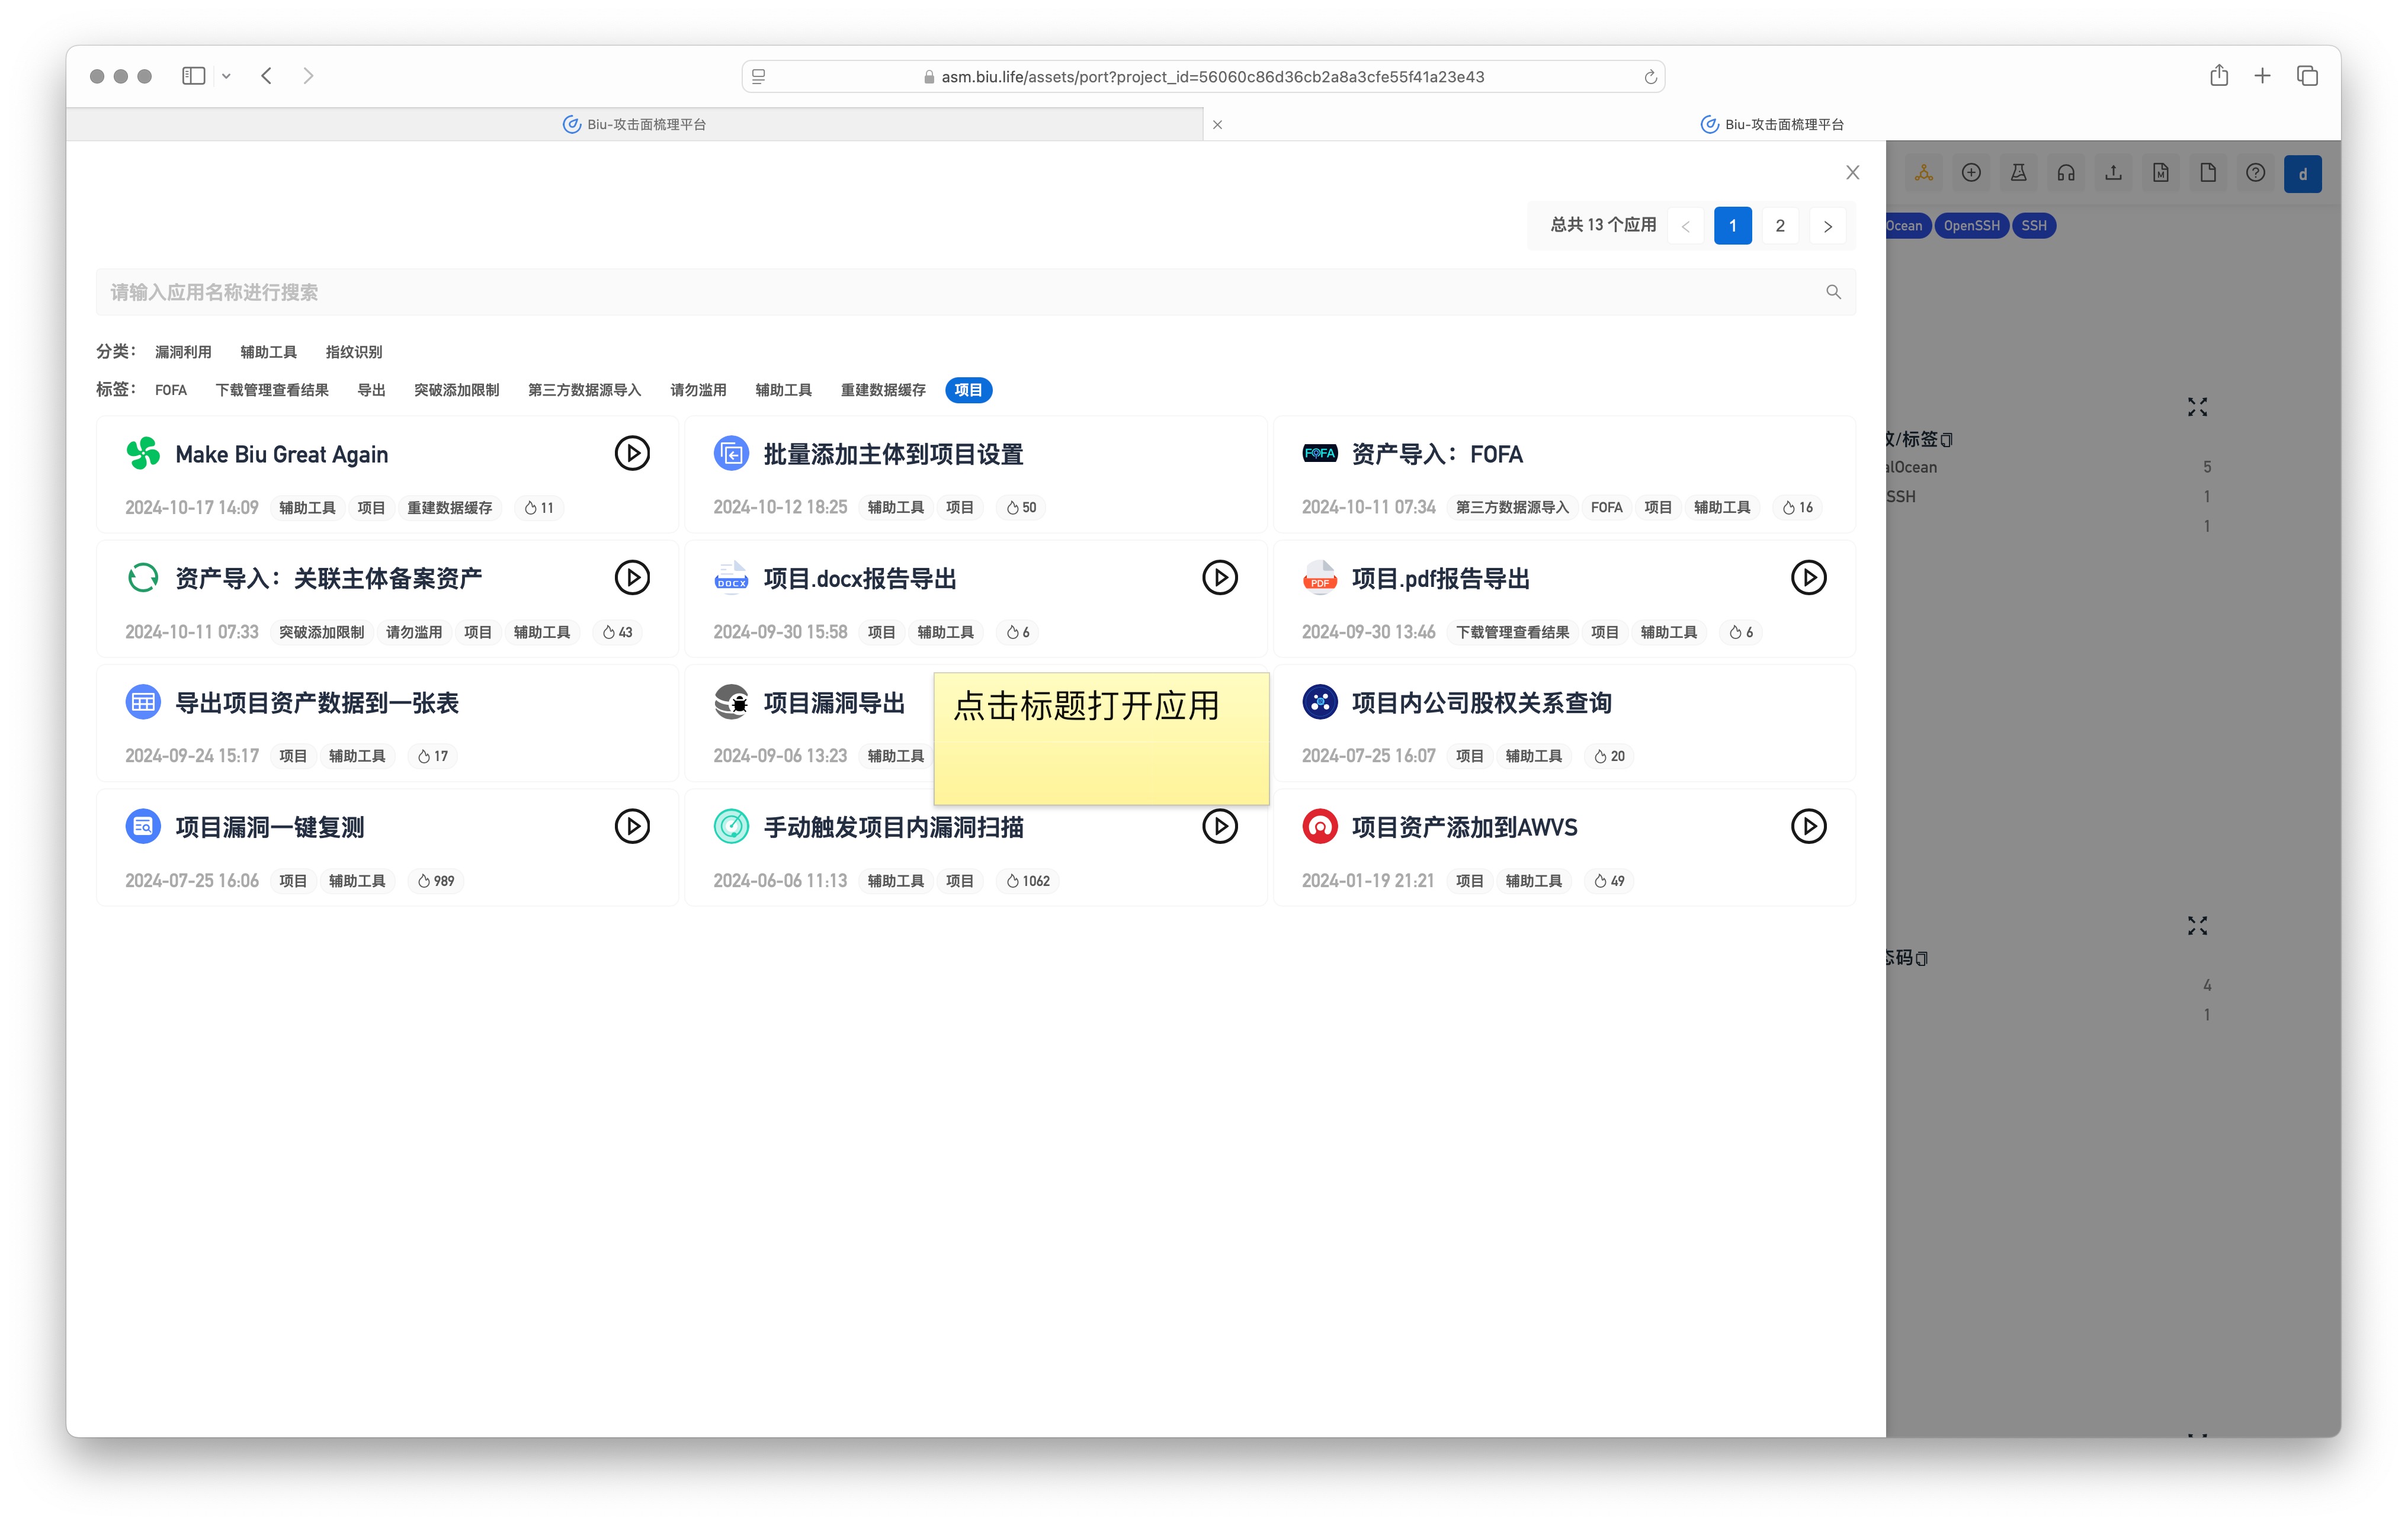 asm.biu.life/assets/port?project_id=56060c86d36cb2a8a3cfe55f41a23e43
Biu-攻击面梳理平台
Biu-攻击面梳理平台
d
总共 13 个应用
1
2
Ocean
OpenSSH
SSH
请输入应用名称进行搜索
分类： 漏洞利用 辅助工具 指纹识别
标签： FOFA 下载管理查看结果 导出 突破添加限制 第三方数据源导入 请勿滥用 辅助工具 重建数据缓存 项目
Make Biu Great Again
2024-10-17 14:09 辅助工具 项目 重建数据缓存 11
批量添加主体到项目设置
2024-10-12 18:25 辅助工具 项目 50
FOFA
资产导入：FOFA
2024-10-11 07:34 第三方数据源导入 FOFA 项目 辅助工具 16
资产导入：关联主体备案资产
2024-10-11 07:33 突破添加限制 请勿滥用 项目 辅助工具 43
DOCX
项目.docx报告导出
2024-09-30 15:58 项目 辅助工具 6
PDF
项目.pdf报告导出
2024-09-30 13:46 下载管理查看结果 项目 辅助工具 6
导出项目资产数据到一张表
2024-09-24 15:17 项目 辅助工具 17
项目漏洞导出
2024-09-06 13:23 辅助工具
点击标题打开应用
项目内公司股权关系查询
2024-07-25 16:07 项目 辅助工具 20
项目漏洞一键复测
2024-07-25 16:06 项目 辅助工具 989
手动触发项目内漏洞扫描
2024-06-06 11:13 辅助工具 项目 1062
项目资产添加到AWVS
2024-01-19 21:21 项目 辅助工具 49
/标签
alOcean 5
SSH 1
1
码
4
1